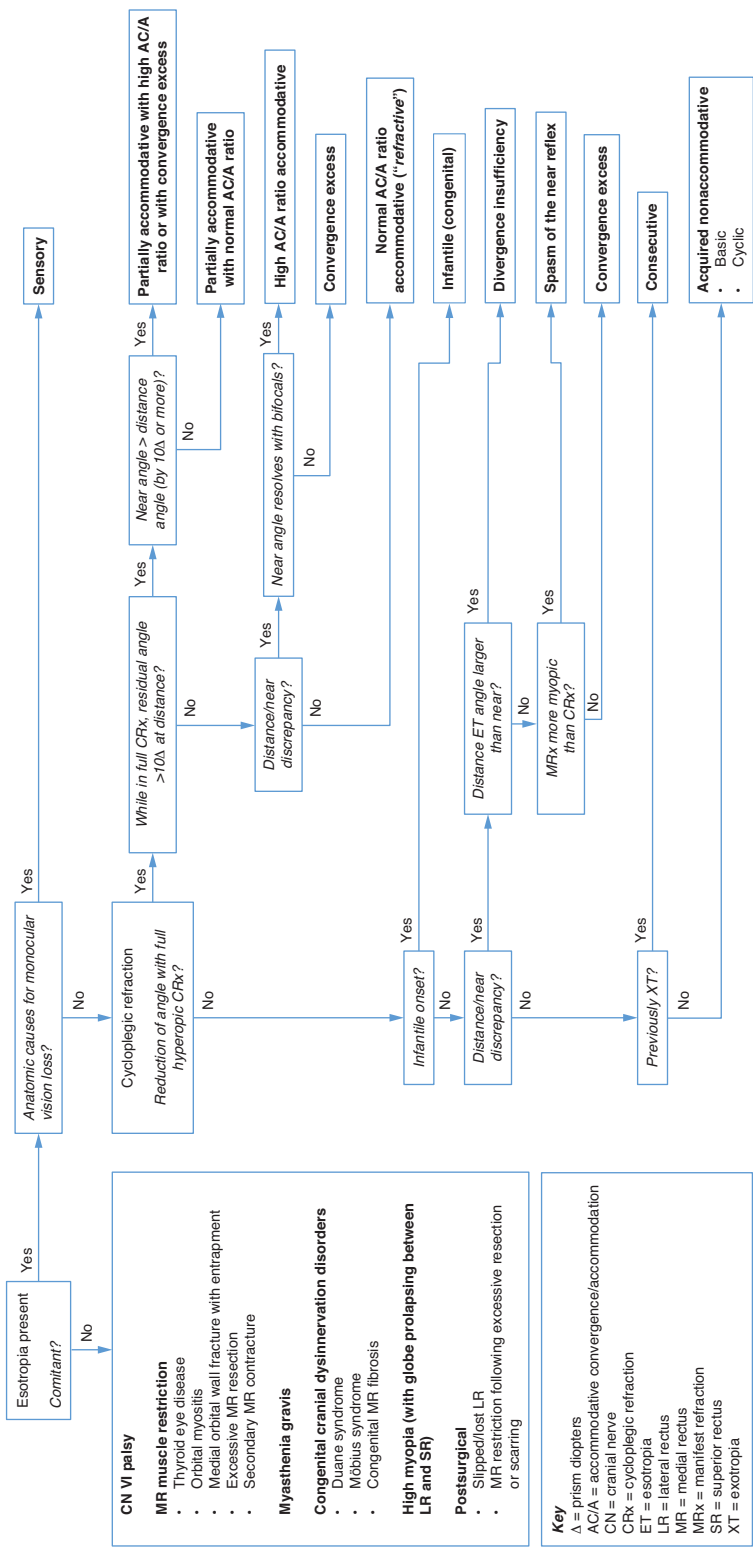 Esotropia present
Comitant?
Yes
No
Anatomic causes for monocular
vision loss?
Yes
No
Sensory
Cycloplegic refraction
Reduction of angle with full
hyperopic CRx?
Yes
No
While in full CRx, residual angle
>10Δ at distance?
Yes
No
Near angle > distance
angle (by 10Δ or more)?
Yes
No
Partially accommodative with high AC/A
ratio or with convergence excess
Partially accommodative
with normal AC/A ratio
Distance/near
discrepancy?
Yes
No
Near angle resolves with bifocals?
Yes
No
High AC/A ratio accommodative
Convergence excess
Normal AC/A ratio
accommodative (“refractive”)
Infantile onset?
Yes
No
Infantile (congenital)
Distance/near
discrepancy?
Yes
No
Distance ET angle larger
than near?
Yes
No
Divergence insufficiency
MRx more myopic
than CRx?
Yes
No
Spasm of the near reflex
Convergence excess
Previously XT?
Yes
No
Consecutive
Acquired nonaccommodative
• Basic
• Cyclic
CN VI palsy
MR muscle restriction
• Thyroid eye disease
• Orbital myositis
• Medial orbital wall fracture with entrapment
• Excessive MR resection
• Secondary MR contracture
Myasthenia gravis
Congenital cranial dysinnervation disorders
• Duane syndrome
• Möbius syndrome
• Congenital MR fibrosis
High myopia (with globe prolapsing between
LR and SR)
Postsurgical
• Slipped/lost LR
• MR restriction following excessive resection
or scarring
Key
Δ = prism diopters
AC/A = accommodative convergence/accommodation
CN = cranial nerve
CRx = cycloplegic refraction
ET = esotropia
LR = lateral rectus
MR = medial rectus
MRx = manifest refraction
SR = superior rectus
XT = exotropia